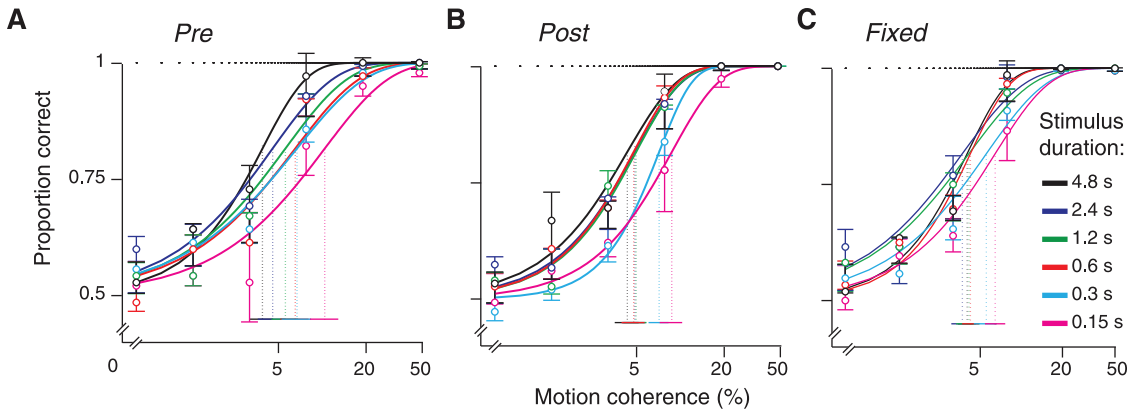 A
Pre
B
Post
C
Fixed
Proportion correct
1
0.75
0.5
0
5
20
50
5
20
50
5
20
50
Motion coherence (%)
Stimulus
duration:
4.8 s
2.4 s
1.2 s
0.6 s
0.3 s
0.15 s